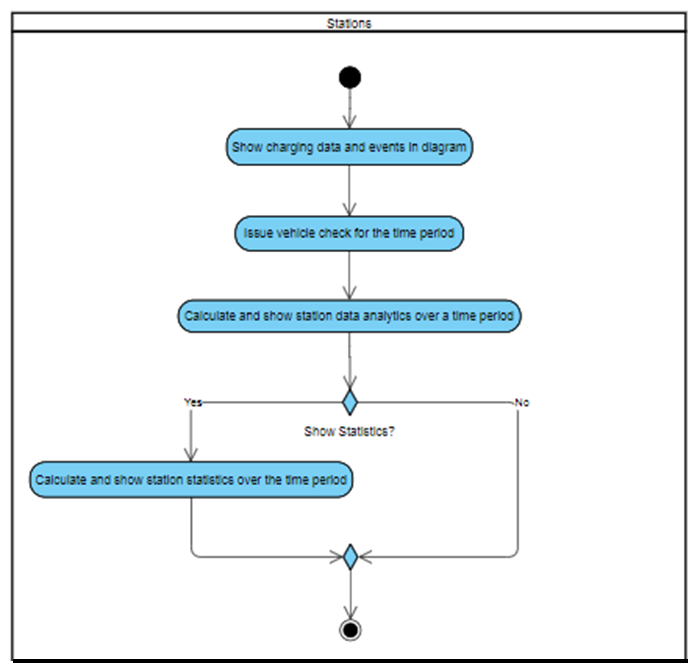 Stations
Show charging data and events in diagram
Issue vehicle check for the time period
Calculate and show station data analytics over a time period
Yes
No
Show Statistics?
Calculate and show station statistics over the time period